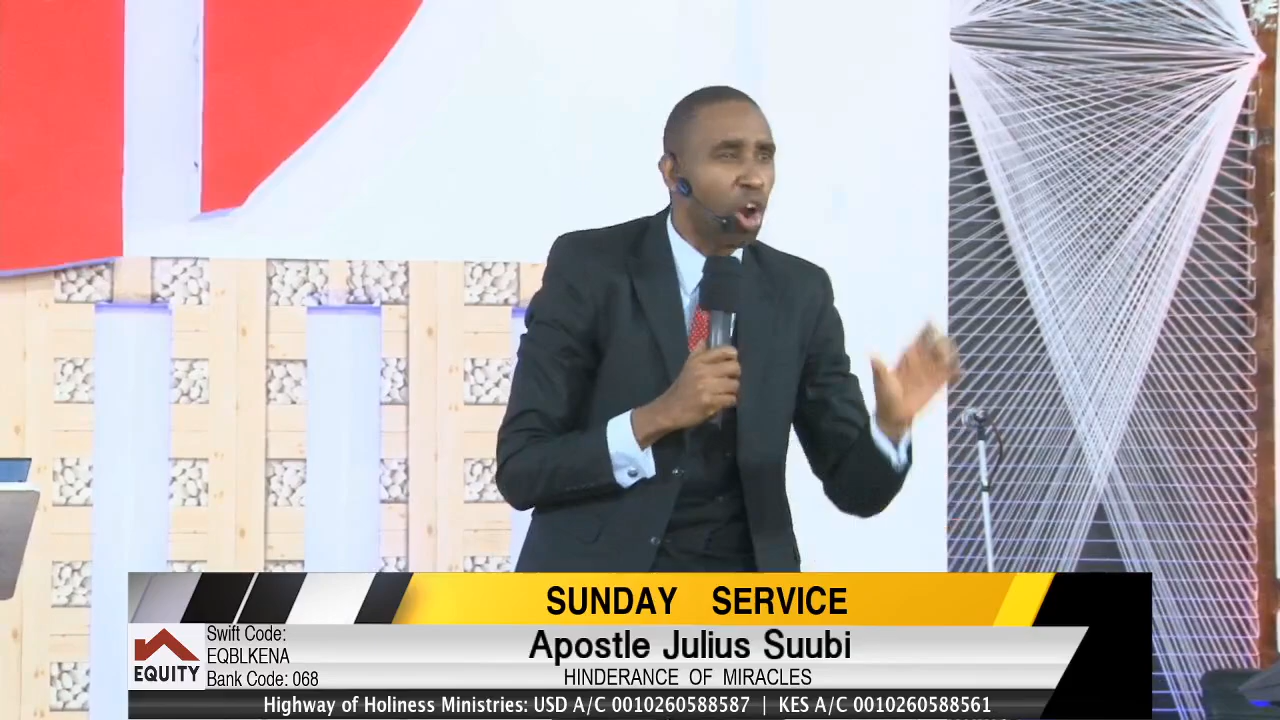 SUNDAY SERVICE
Swift Code:
EQBLKENA
Bank Code: 068
EQUITY
Apostle Julius Suubi
HINDERANCE OF MIRACLES
Highway of Holiness Ministries: USD A/C 0010260588587 | KES A/C 0010260588561